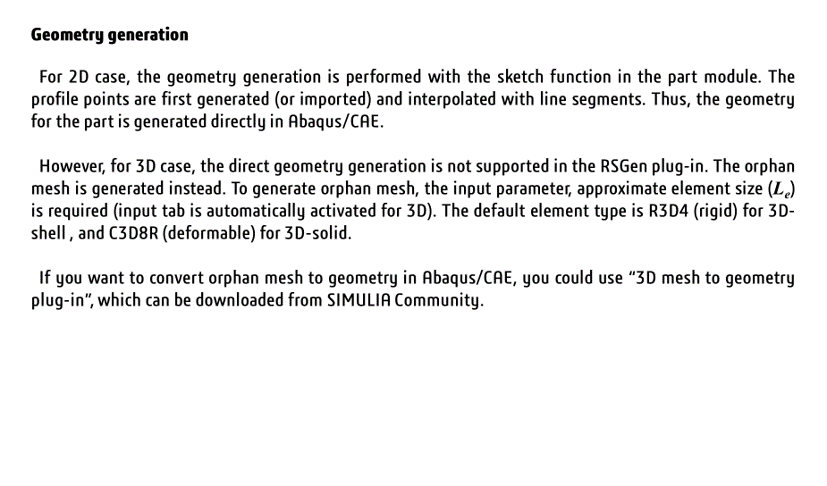 Geometry generation
For 2D case, the geometry generation is performed with the sketch function in the part module. The
profile points are first generated (or imported) and interpolated with line segments. Thus, the geometry
for the part is generated directly in Abaqus/CAE.
However, for 3D case, the direct geometry generation is not supported in the RSGen plug-in. The orphan
mesh is generated instead. To generate orphan mesh, the input parameter, approximate element size (Lₑ)
is required (input tab is automatically activated for 3D). The default element type is R3D4 (rigid) for 3D-
shell , and C3D8R (deformable) for 3D-solid.
If you want to convert orphan mesh to geometry in Abaqus/CAE, you could use “3D mesh to geometry
plug-in”, which can be downloaded from SIMULIA Community.